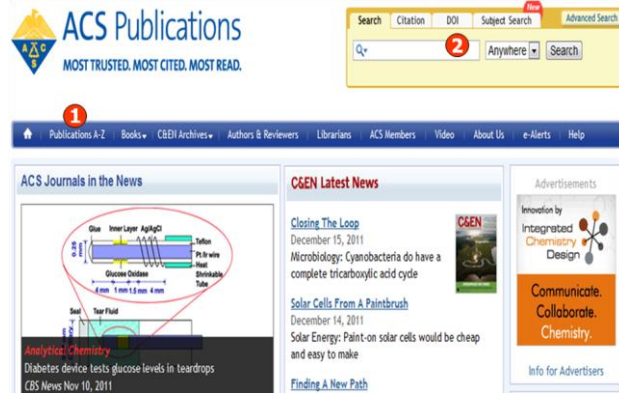 ACS Publications
MOST TRUSTED. MOST CITED. MOST READ.
A C S
New
Search Citation DOI Subject Search Advanced Search
2
Anywhere Search
1
Publications A-Z Books C&EN Archives Authors & Reviewers Librarians ACS Members Video About Us e-Alerts Help
ACS Journals in the News
Glue Inner Layer Ag/AgCl
Teflon
Pt/Ir wire
Heat
Shrinkable
Tube
0.25
mm
Glucose Oxidase
4 mm 1 mm 1.5 mm 4 mm
Seal Tear Fluid
Analytical Chemistry
Diabetes device tests glucose levels in teardrops
CBS News Nov 10, 2011
C&EN Latest News
C&EN
Closing The Loop
December 15, 2011
Microbiology: Cyanobacteria do have a
complete tricarboxylic acid cycle
Solar Cells From A Paintbrush
December 14, 2011
Solar Energy: Paint-on solar cells would be cheap
and easy to make
Finding A New Path
Advertisements
Innovation by
Integrated
Chemistry
Design
Communicate.
Collaborate.
Chemistry.
Info for Advertisers